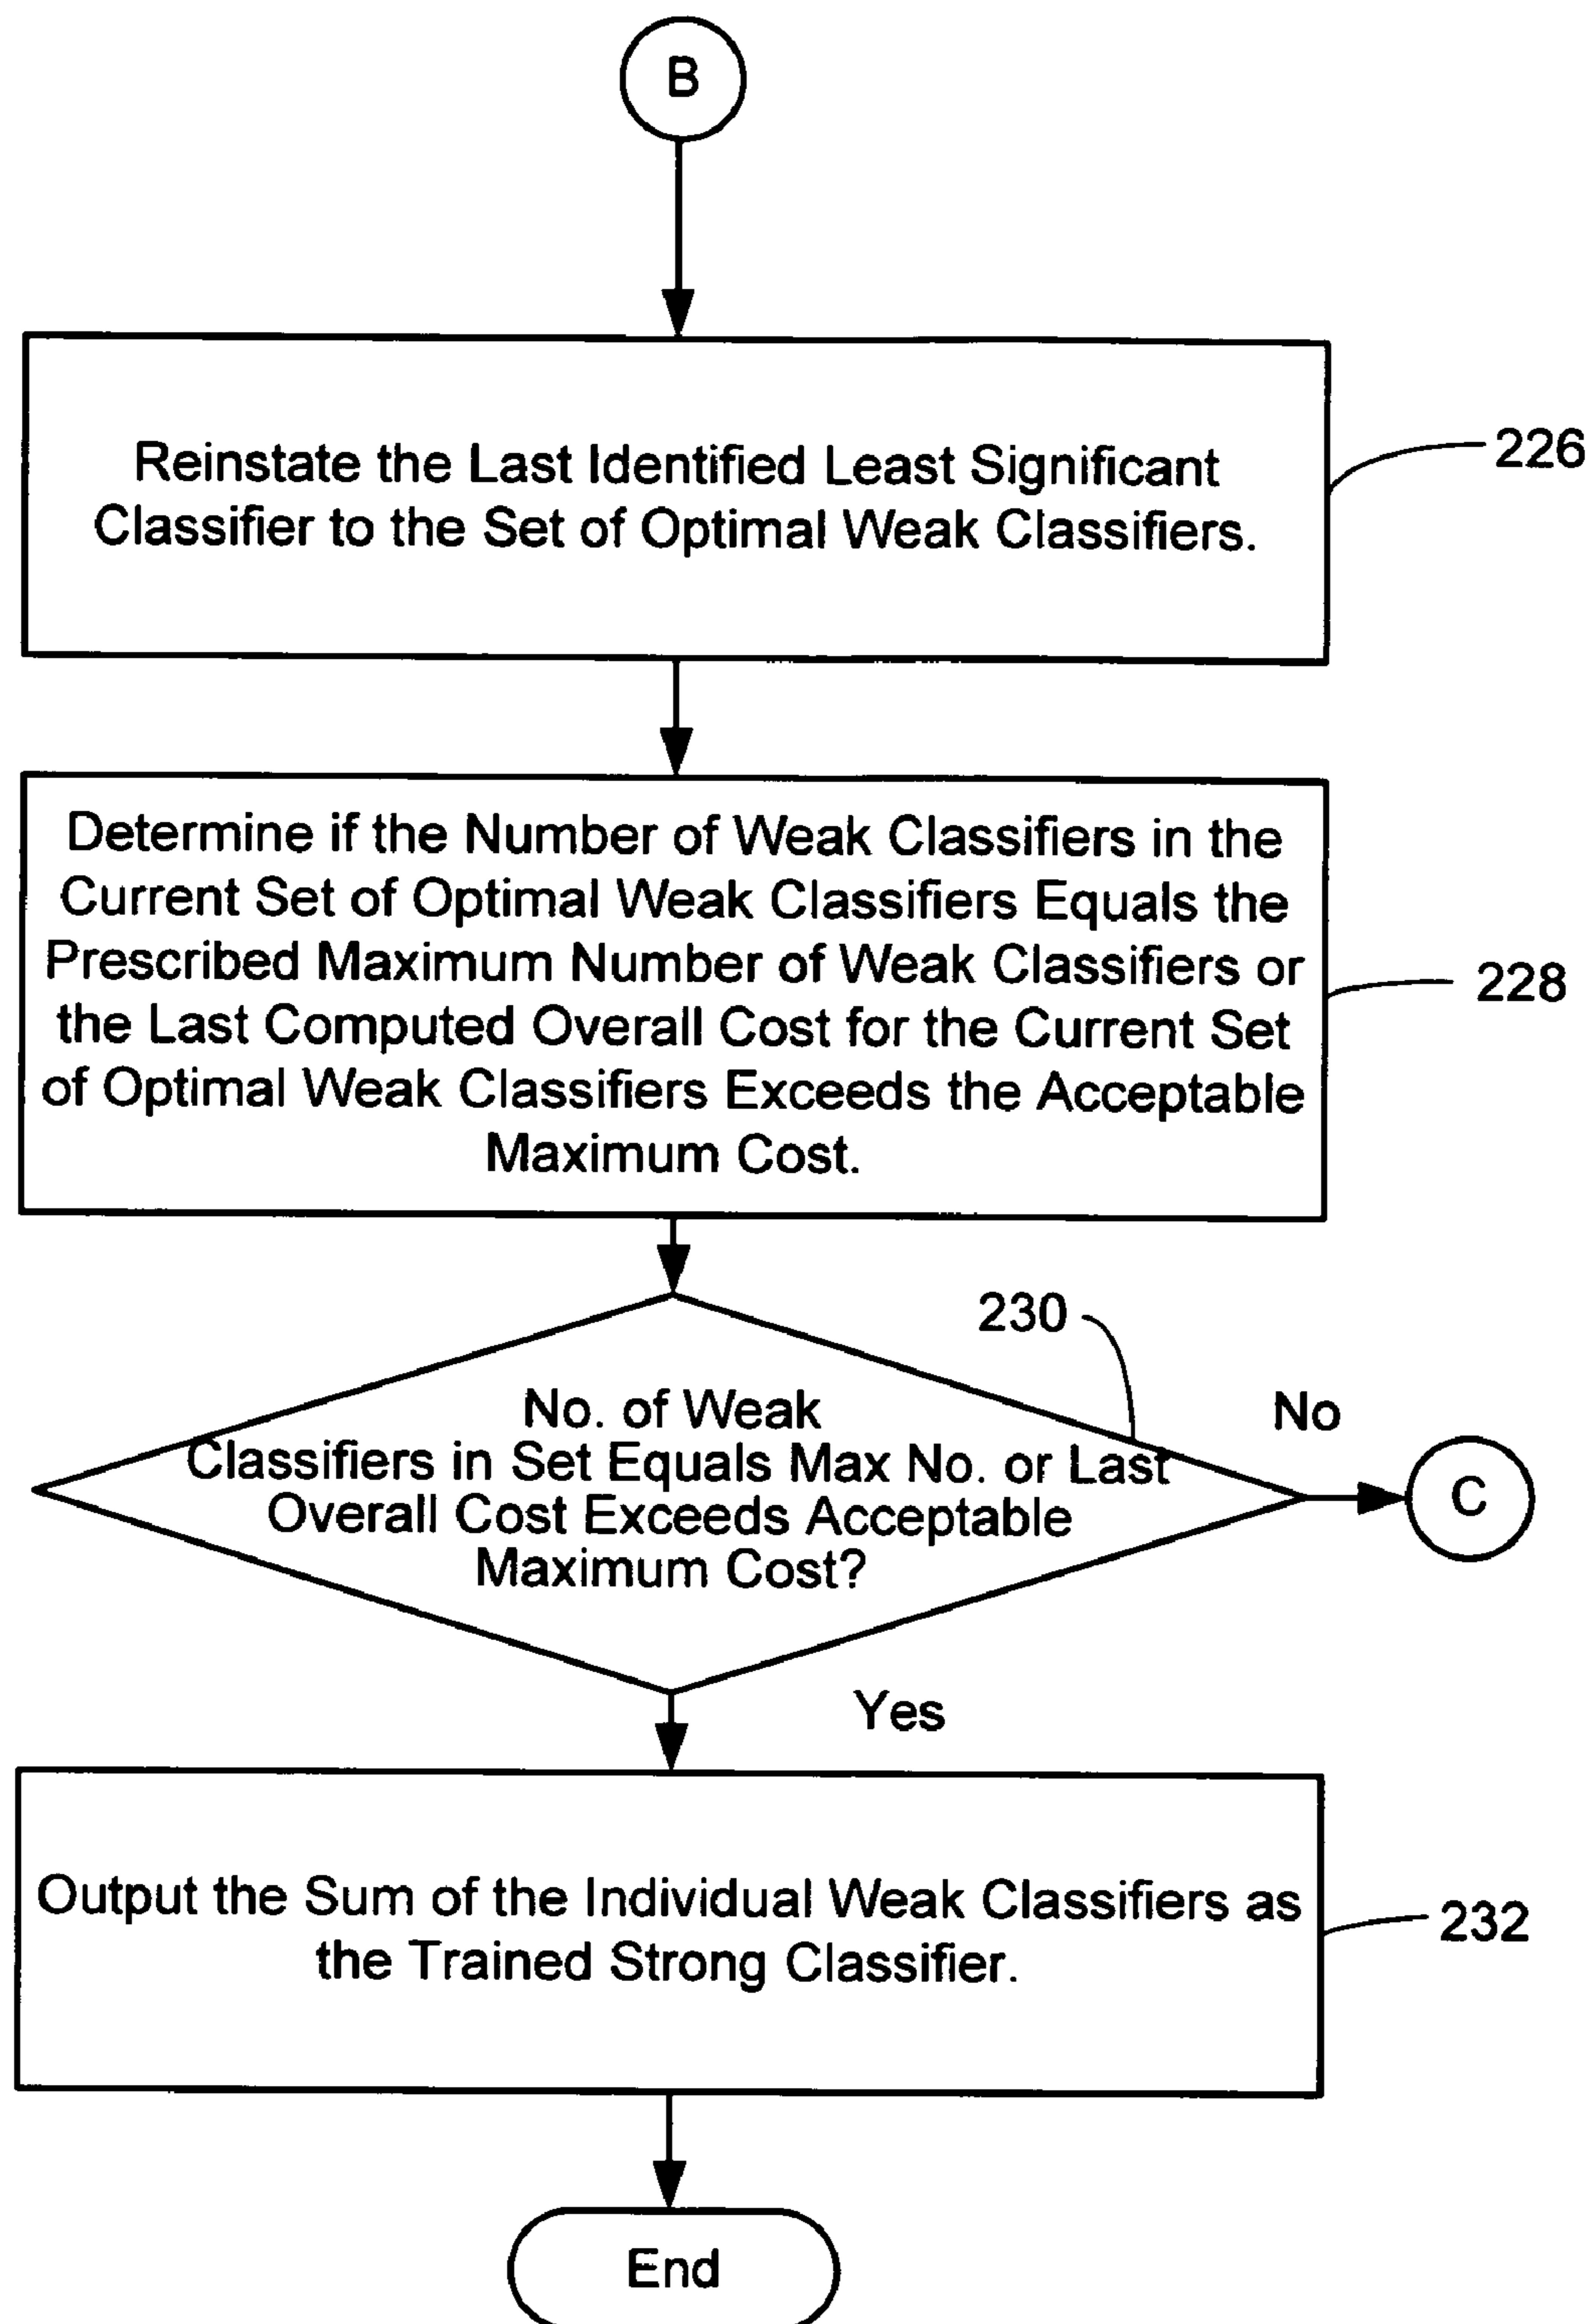 B
Reinstate the Last Identified Least Significant
Classifier to the Set of Optimal Weak Classifiers.
226
Determine if the Number of Weak Classifiers in the
Current Set of Optimal Weak Classifiers Equals the
Prescribed Maximum Number of Weak Classifiers or
the Last Computed Overall Cost for the Current Set
of Optimal Weak Classifiers Exceeds the Acceptable
Maximum Cost.
228
230
No. of Weak
Classifiers in Set Equals Max No. or Last
Overall Cost Exceeds Acceptable
Maximum Cost?
No
C
Yes
Output the Sum of the Individual Weak Classifiers as
the Trained Strong Classifier.
232
End